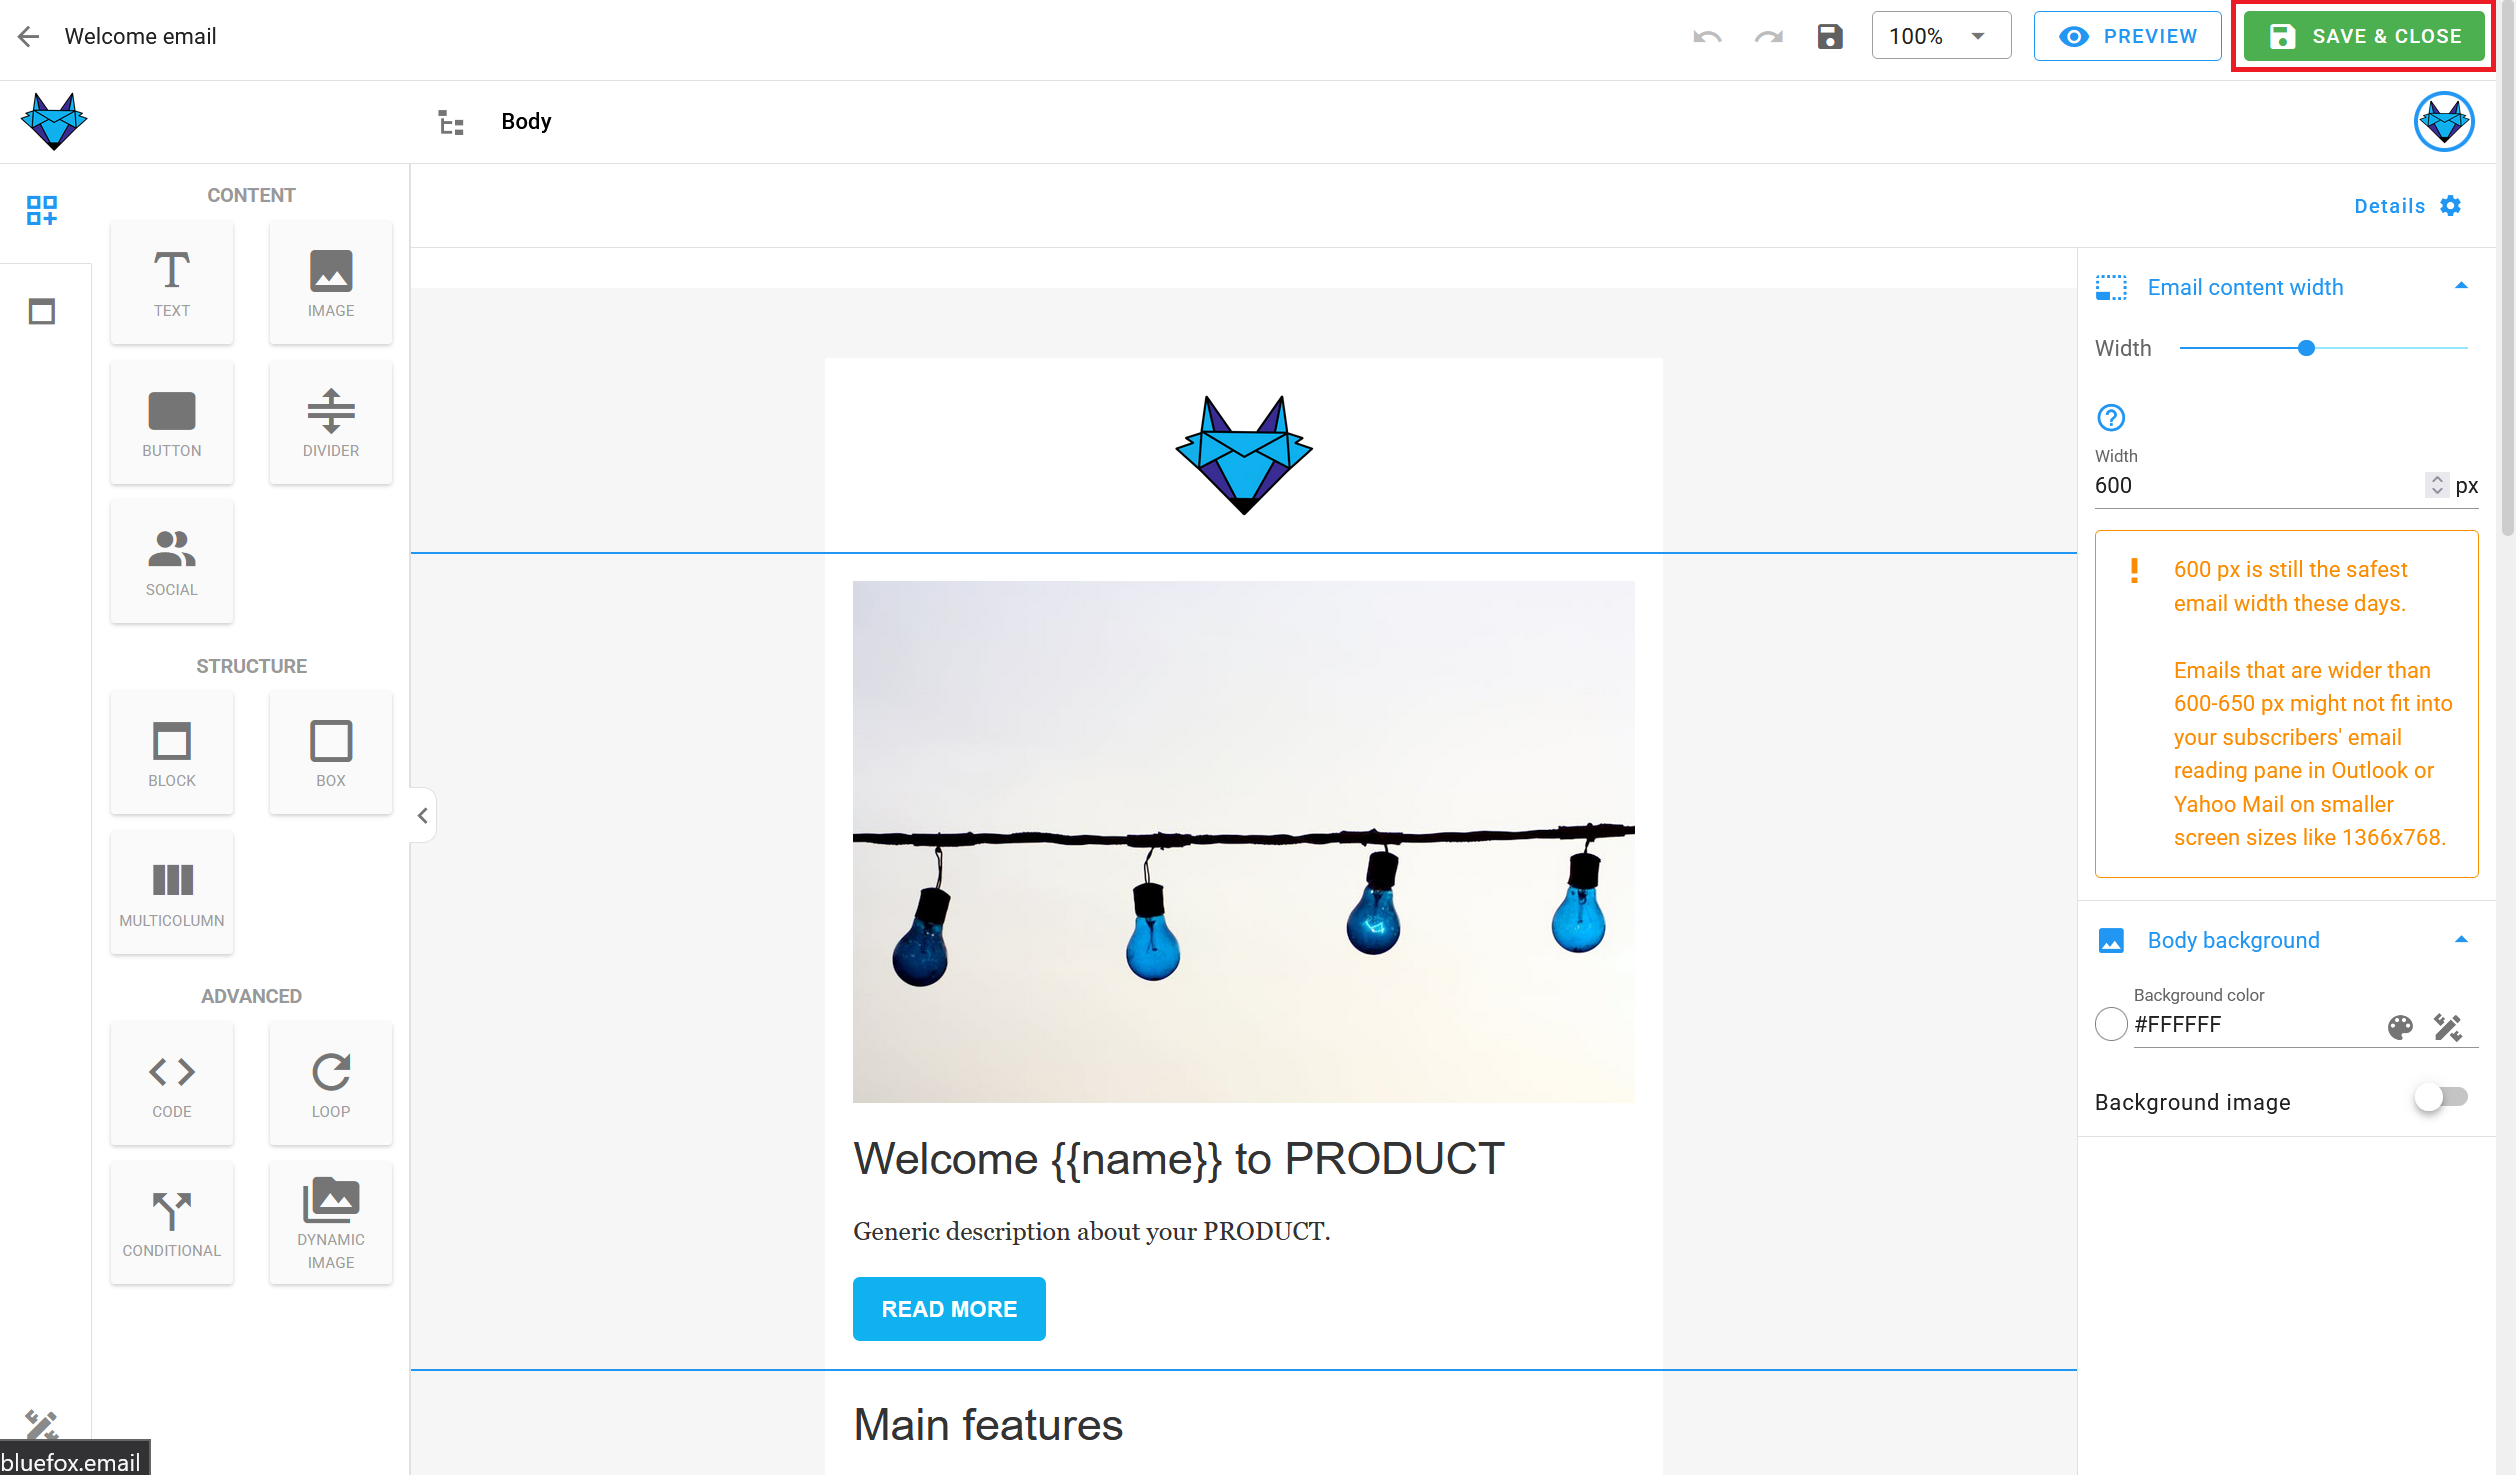 Welcome email
100%
PREVIEW
SAVE & CLOSE
Body
Details
CONTENT
TEXT
IMAGE
BUTTON
DIVIDER
SOCIAL
STRUCTURE
BLOCK
BOX
MULTICOLUMN
ADVANCED
CODE
LOOP
CONDITIONAL
DYNAMIC
IMAGE
bluefox.email
Welcome {{name}} to PRODUCT
Generic description about your PRODUCT.
READ MORE
Main features
Email content width
Width
Width
600 px
600 px is still the safest
email width these days.
Emails that are wider than
600-650 px might not fit into
your subscribers' email
reading pane in Outlook or
Yahoo Mail on smaller
screen sizes like 1366x768.
Body background
Background color
#FFFFFF
Background image